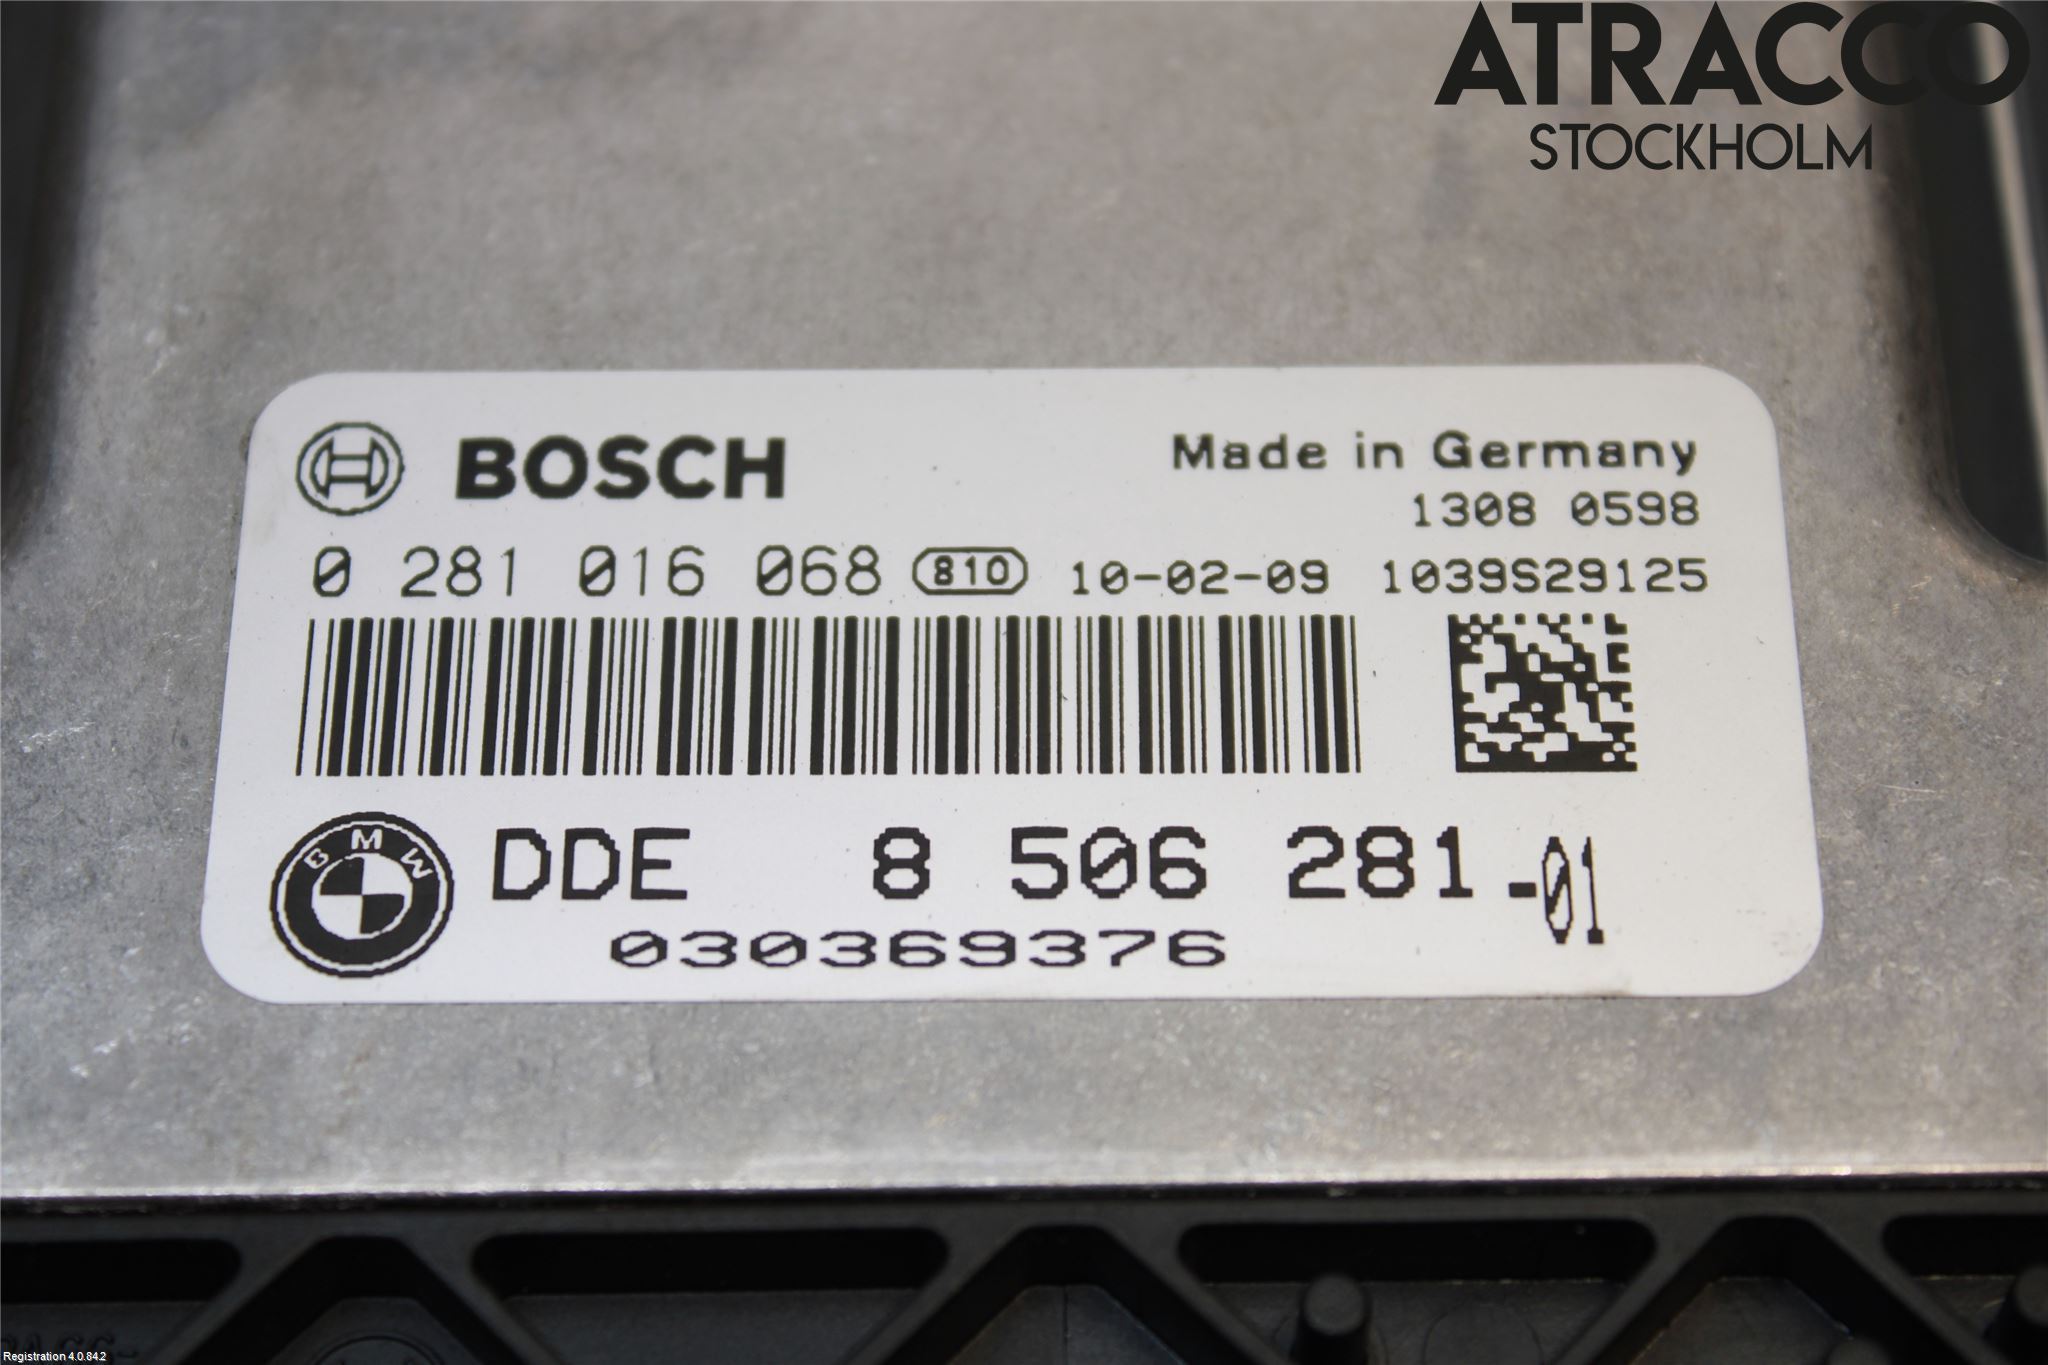 ATRACCO
STOCKHOLM
BOSCH
Made in Germany
1308 0598
0 281 016 068 810 10-02-09 1039S29125
BMW
DDE 8 506 281-01
030369376
Registration 4.0.84.2